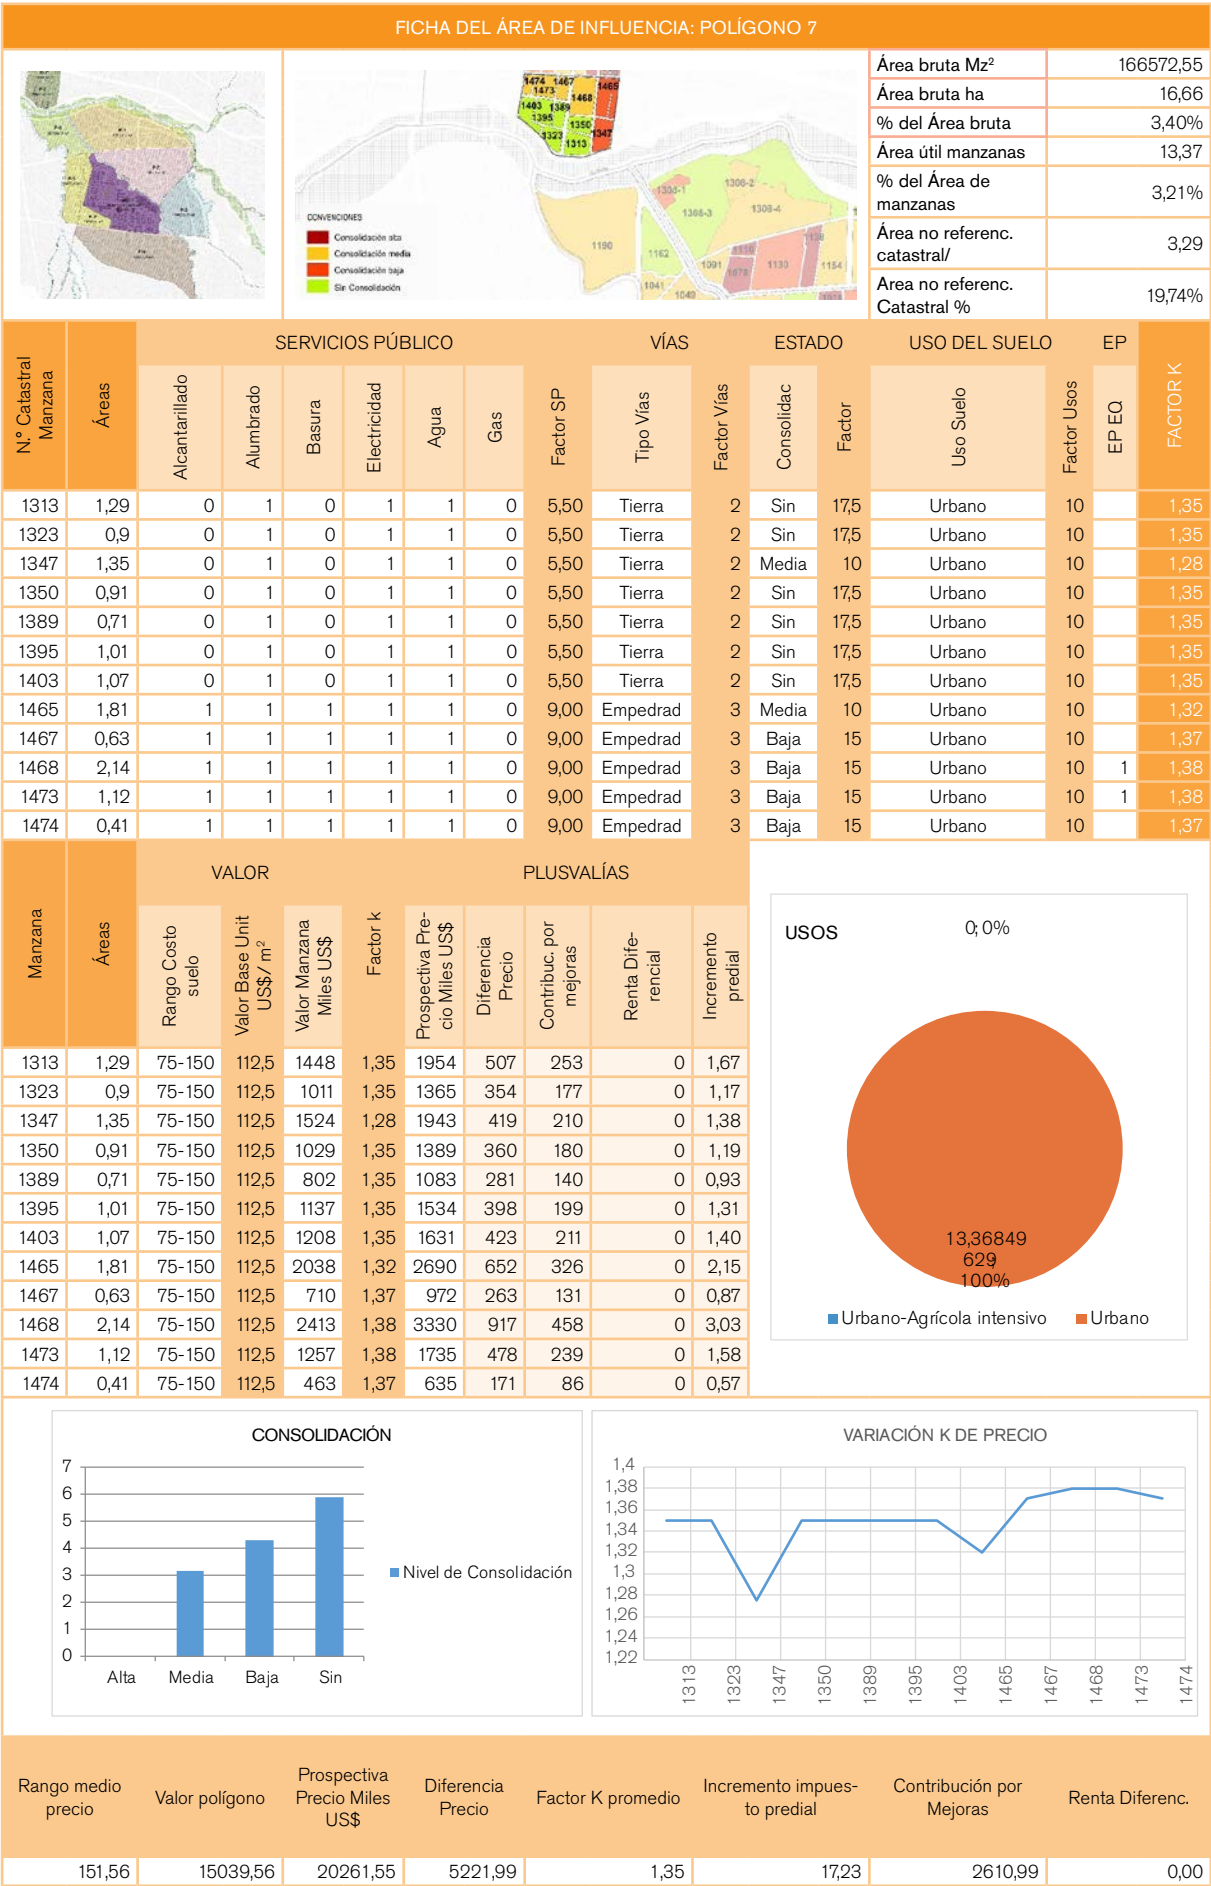 FICHA DEL ÁREA DE INFLUENCIA: POLÍGONO 7
Área bruta Mz² 166572,55
Área bruta ha 16,66
% del Área bruta 3,40%
Área útil manzanas 13,37
% del Área de
manzanas 3,21%
Área no referenc.
catastral/ 3,29
Area no referenc.
Catastral % 19,74%
1474 1467
1473
1465
1468
1403 1389
1395
1350
1323
1347
1313
1308-1
1308-2
1308-3
1308-4
1190
1162
1091
1130
1154
1041
1040
CONVENCIONES
Consolidación alta
Consolidación media
Consolidación baja
Sin Consolidación
SERVICIOS PÚBLICO VÍAS ESTADO USO DEL SUELO EP
N.º Catastral
Manzana
Áreas
Alcantarillado
Alumbrado
Basura
Electricidad
Agua
Gas
Factor SP
Tipo Vías
Factor Vías
Consolidac
Factor
Uso Suelo
Factor Usos
EP EQ
FACTOR K
1313 1,29 0 1 0 1 1 0 5,50 Tierra 2 Sin 17,5 Urbano 10 1,35
1323 0,9 0 1 0 1 1 0 5,50 Tierra 2 Sin 17,5 Urbano 10 1,35
1347 1,35 0 1 0 1 1 0 5,50 Tierra 2 Media 10 Urbano 10 1,28
1350 0,91 0 1 0 1 1 0 5,50 Tierra 2 Sin 17,5 Urbano 10 1,35
1389 0,71 0 1 0 1 1 0 5,50 Tierra 2 Sin 17,5 Urbano 10 1,35
1395 1,01 0 1 0 1 1 0 5,50 Tierra 2 Sin 17,5 Urbano 10 1,35
1403 1,07 0 1 0 1 1 0 5,50 Tierra 2 Sin 17,5 Urbano 10 1,35
1465 1,81 1 1 1 1 1 0 9,00 Empedrad 3 Media 10 Urbano 10 1,32
1467 0,63 1 1 1 1 1 0 9,00 Empedrad 3 Baja 15 Urbano 10 1,37
1468 2,14 1 1 1 1 1 0 9,00 Empedrad 3 Baja 15 Urbano 10 1 1,38
1473 1,12 1 1 1 1 1 0 9,00 Empedrad 3 Baja 15 Urbano 10 1 1,38
1474 0,41 1 1 1 1 1 0 9,00 Empedrad 3 Baja 15 Urbano 10 1,37
VALOR PLUSVALÍAS
Manzana
Áreas
Rango Costo
suelo
Valor Base Unit
US$/ m²
Valor Manzana
Miles US$
Factor k
Prospectiva Pre-
cio Miles US$
Diferencia
Precio
Contribuc. por
mejoras
Renta Dife-
rencial
Incremento
predial
1313 1,29 75-150 112,5 1448 1,35 1954 507 253 0 1,67
1323 0,9 75-150 112,5 1011 1,35 1365 354 177 0 1,17
1347 1,35 75-150 112,5 1524 1,28 1943 419 210 0 1,38
1350 0,91 75-150 112,5 1029 1,35 1389 360 180 0 1,19
1389 0,71 75-150 112,5 802 1,35 1083 281 140 0 0,93
1395 1,01 75-150 112,5 1137 1,35 1534 398 199 0 1,31
1403 1,07 75-150 112,5 1208 1,35 1631 423 211 0 1,40
1465 1,81 75-150 112,5 2038 1,32 2690 652 326 0 2,15
1467 0,63 75-150 112,5 710 1,37 972 263 131 0 0,87
1468 2,14 75-150 112,5 2413 1,38 3330 917 458 0 3,03
1473 1,12 75-150 112,5 1257 1,38 1735 478 239 0 1,58
1474 0,41 75-150 112,5 463 1,37 635 171 86 0 0,57
USOS
0; 0%
13,36849
629;
100%
Urbano-Agrícola intensivo Urbano
CONSOLIDACIÓN
7
6
5
4
3
2
1
0
Alta Media Baja Sin
Nivel de Consolidación
VARIACIÓN K DE PRECIO
1,4
1,38
1,36
1,34
1,32
1,3
1,28
1,26
1,24
1,22
1313 1323 1347 1350 1389 1395 1403 1465 1467 1468 1473 1474
Rango medio
precio
Valor polígono
Prospectiva
Precio Miles
US$
Diferencia
Precio
Factor K promedio
Incremento impues-
to predial
Contribución por
Mejoras
Renta Diferenc.
151,56 15039,56 20261,55 5221,99 1,35 17,23 2610,99 0,00